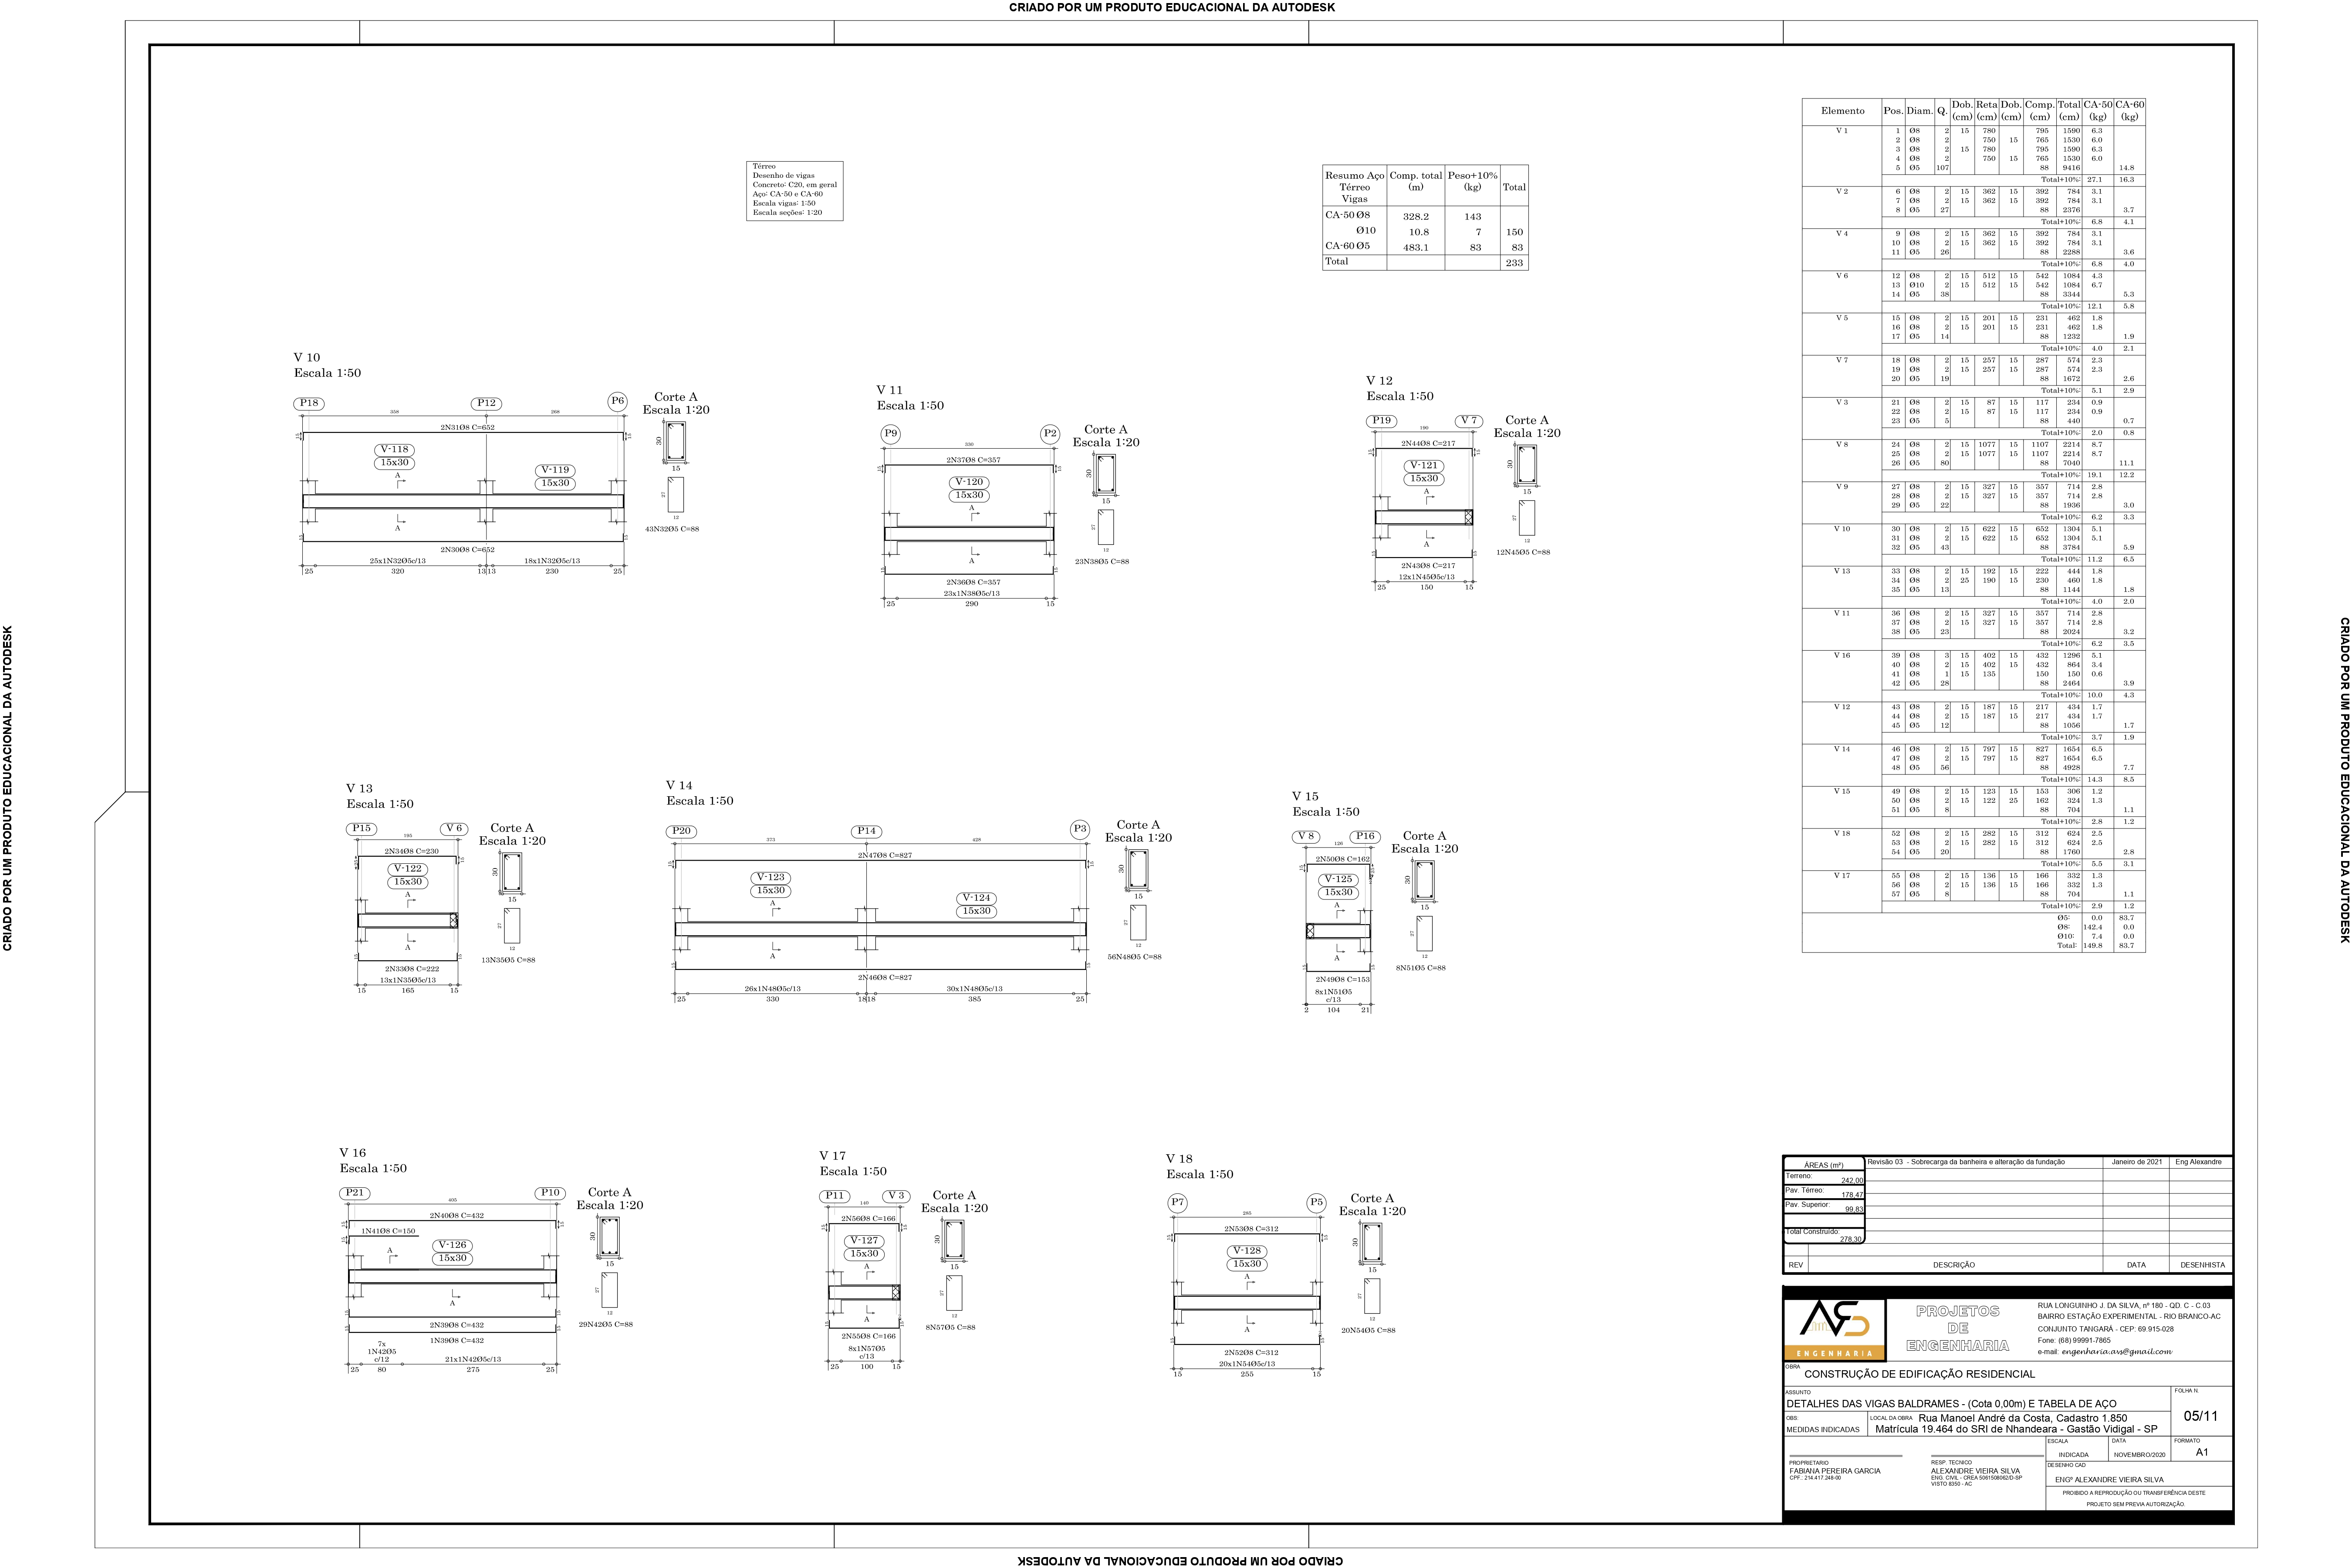 CRIADO POR UM PRODUTO EDUCACIONAL DA AUTODESK
CRIADO POR UM PRODUTO EDUCACIONAL DA AUTODESK
CRIADO POR UM PRODUTO EDUCACIONAL DA AUTODESK
Térreo
Desenho de vigas
Concreto: C20, em geral
Aço: CA-50 e CA-60
Escala vigas: 1:50
Escala seções: 1:20
Resumo Aço Comp. total Peso+10%
Térreo (m) (kg) Total
Vigas
CA-50 Ø8 328.2 143
Ø10 10.8 7 150
CA-60 Ø5 483.1 83 83
Total 233
Elemento Pos. Diam. Q. Dob. Reta Dob. Comp. Total CA-50 CA-60
(cm) (cm) (cm) (cm) (cm) (kg) (kg)
V 1 1 Ø8 2 15 780 795 1590 6.3
2 Ø8 2 750 15 765 1530 6.0
3 Ø8 2 15 780 795 1590 6.3
4 Ø8 2 750 15 765 1530 6.0
5 Ø5 107 88 9416 14.8
Total+10%: 27.1 16.3
V 2 6 Ø8 2 15 362 15 392 784 3.1
7 Ø8 2 15 362 15 392 784 3.1
8 Ø5 27 88 2376 3.7
Total+10%: 6.8 4.1
V 4 9 Ø8 2 15 362 15 392 784 3.1
10 Ø8 2 15 362 15 392 784 3.1
11 Ø5 26 88 2288 3.6
Total+10%: 6.8 4.0
V 6 12 Ø8 2 15 512 15 542 1084 4.3
13 Ø10 2 15 512 15 542 1084 6.7
14 Ø5 38 88 3344 5.3
Total+10%: 12.1 5.8
V 5 15 Ø8 2 15 201 15 231 462 1.8
16 Ø8 2 15 201 15 231 462 1.8
17 Ø5 14 88 1232 1.9
Total+10%: 4.0 2.1
V 7 18 Ø8 2 15 257 15 287 574 2.3
19 Ø8 2 15 257 15 287 574 2.3
20 Ø5 19 88 1672 2.6
Total+10%: 5.1 2.9
V 3 21 Ø8 2 15 87 15 117 234 0.9
22 Ø8 2 15 87 15 117 234 0.9
23 Ø5 5 88 440 0.7
Total+10%: 2.0 0.8
V 8 24 Ø8 2 15 1077 15 1107 2214 8.7
25 Ø8 2 15 1077 15 1107 2214 8.7
26 Ø5 80 88 7040 11.1
Total+10%: 19.1 12.2
V 9 27 Ø8 2 15 327 15 357 714 2.8
28 Ø8 2 15 327 15 357 714 2.8
29 Ø5 22 88 1936 3.0
Total+10%: 6.2 3.3
V 10 30 Ø8 2 15 622 15 652 1304 5.1
31 Ø8 2 15 622 15 652 1304 5.1
32 Ø5 43 88 3784 5.9
Total+10%: 11.2 6.5
V 13 33 Ø8 2 15 192 15 222 444 1.8
34 Ø8 2 25 190 15 230 460 1.8
35 Ø5 13 88 1144 1.8
Total+10%: 4.0 2.0
V 11 36 Ø8 2 15 327 15 357 714 2.8
37 Ø8 2 15 327 15 357 714 2.8
38 Ø5 23 88 2024 3.2
Total+10%: 6.2 3.5
V 16 39 Ø8 3 15 402 15 432 1296 5.1
40 Ø8 2 15 402 15 432 864 3.4
41 Ø8 1 15 135 150 150 0.6
42 Ø5 28 88 2464 3.9
Total+10%: 10.0 4.3
V 12 43 Ø8 2 15 187 15 217 434 1.7
44 Ø8 2 15 187 15 217 434 1.7
45 Ø5 12 88 1056 1.7
Total+10%: 3.7 1.9
V 14 46 Ø8 2 15 797 15 827 1654 6.5
47 Ø8 2 15 797 15 827 1654 6.5
48 Ø5 56 88 4928 7.7
Total+10%: 14.3 8.5
V 15 49 Ø8 2 15 123 15 153 306 1.2
50 Ø8 2 15 122 25 162 324 1.3
51 Ø5 8 88 704 1.1
Total+10%: 2.8 1.2
V 18 52 Ø8 2 15 282 15 312 624 2.5
53 Ø8 2 15 282 15 312 624 2.5
54 Ø5 20 88 1760 2.8
Total+10%: 5.5 3.1
V 17 55 Ø8 2 15 136 15 166 332 1.3
56 Ø8 2 15 136 15 166 332 1.3
57 Ø5 8 88 704 1.1
Total+10%: 2.9 1.2
Ø5: 0.0 83.7
Ø8: 142.4 0.0
Ø10: 7.4 0.0
Total: 149.8 83.7
V 10
Escala 1:50
P18 P12 P6
358 268
2N31Ø8 C=652
15 15
V-118
15x30
V-119
15x30
A
A
15 15
2N30Ø8 C=652
25x1N32Ø5c/13 18x1N32Ø5c/13
25 320 13 13 230 25
Corte A
Escala 1:20
30
15
27
12
43N32Ø5 C=88
V 11
Escala 1:50
P9 P2
330
2N37Ø8 C=357
15 15
V-120
15x30
A
A
15 15
2N36Ø8 C=357
23x1N38Ø5c/13
25 290 15
Corte A
Escala 1:20
30
15
27
12
23N38Ø5 C=88
V 12
Escala 1:50
P19 V 7
190
2N44Ø8 C=217
15 15
V-121
15x30
A
A
15 15
2N43Ø8 C=217
12x1N45Ø5c/13
25 150 15
Corte A
Escala 1:20
30
15
27
12
12N45Ø5 C=88
V 13
Escala 1:50
P15 V 6
195
2N34Ø8 C=230
25 15
V-122
15x30
A
A
15 15
2N33Ø8 C=222
13x1N35Ø5c/13
15 165 15
Corte A
Escala 1:20
30
15
27
12
13N35Ø5 C=88
V 14
Escala 1:50
P20 P14 P3
373 428
2N47Ø8 C=827
15 15
V-123
15x30
V-124
15x30
A
A
15 15
2N46Ø8 C=827
26x1N48Ø5c/13 30x1N48Ø5c/13
25 330 18 18 385 25
Corte A
Escala 1:20
30
15
27
12
56N48Ø5 C=88
V 15
Escala 1:50
V 8 P16
126
2N50Ø8 C=162
15 25
V-125
15x30
A
A
15 15
2N49Ø8 C=153
8x1N51Ø5
c/13
2 104 21
Corte A
Escala 1:20
30
15
27
12
8N51Ø5 C=88
V 16
Escala 1:50
P21 P10
405
2N40Ø8 C=432
15 15
1N41Ø8 C=150
15
V-126
15x30
A
A
15 15
2N39Ø8 C=432
15 15
1N39Ø8 C=432
7x
1N42Ø5
c/12 21x1N42Ø5c/13
25 80 275 25
Corte A
Escala 1:20
30
15
27
12
29N42Ø5 C=88
V 17
Escala 1:50
P11 V 3
140
2N56Ø8 C=166
15 15
V-127
15x30
A
A
15 15
2N55Ø8 C=166
8x1N57Ø5
c/13
25 100 15
Corte A
Escala 1:20
30
15
27
12
8N57Ø5 C=88
V 18
Escala 1:50
P7 P5
285
2N53Ø8 C=312
15 15
V-128
15x30
A
A
15 15
2N52Ø8 C=312
20x1N54Ø5c/13
15 255 15
Corte A
Escala 1:20
30
15
27
12
20N54Ø5 C=88
ÁREAS (m²)
Terreno:
242,00
Pav. Térreo:
178,47
Pav. Superior:
99,83
Total Construído:
278,30
Revisão 03 - Sobrecarga da banheira e alteração da fundação Janeiro de 2021 Eng Alexandre
REV DESCRIÇÃO DATA DESENHISTA
ENGENHARIA
PROJETOS
DE
ENGENHARIA
RUA LONGUINHO J. DA SILVA, nº 180 - QD. C - C.03
BAIRRO ESTAÇÃO EXPERIMENTAL - RIO BRANCO-AC
CONJUNTO TANGARÁ - CEP: 69.915-028
Fone: (68) 99991-7865
e-mail: engenharia.avs@gmail.com
OBRA
CONSTRUÇÃO DE EDIFICAÇÃO RESIDENCIAL
ASSUNTO
DETALHES DAS VIGAS BALDRAMES - (Cota 0,00m) E TABELA DE AÇO
FOLHA N.
05/11
OBS:
MEDIDAS INDICADAS
LOCAL DA OBRA Rua Manoel André da Costa, Cadastro 1.850
Matrícula 19.464 do SRI de Nhandeara - Gastão Vidigal - SP
ESCALA
INDICADA
DATA
NOVEMBRO/2020
FORMATO
A1
PROPRIETARIO
FABIANA PEREIRA GARCIA
CPF.: 214.417.248-00
RESP. TECNICO
ALEXANDRE VIEIRA SILVA
ENG. CIVIL - CREA 5061508062/D-SP
VISTO 8350 - AC
DESENHO CAD
ENGº ALEXANDRE VIEIRA SILVA
PROIBIDO A REPRODUÇÃO OU TRANSFERÊNCIA DESTE
PROJETO SEM PREVIA AUTORIZAÇÃO.
CRIADO POR UM PRODUTO EDUCACIONAL DA AUTODESK